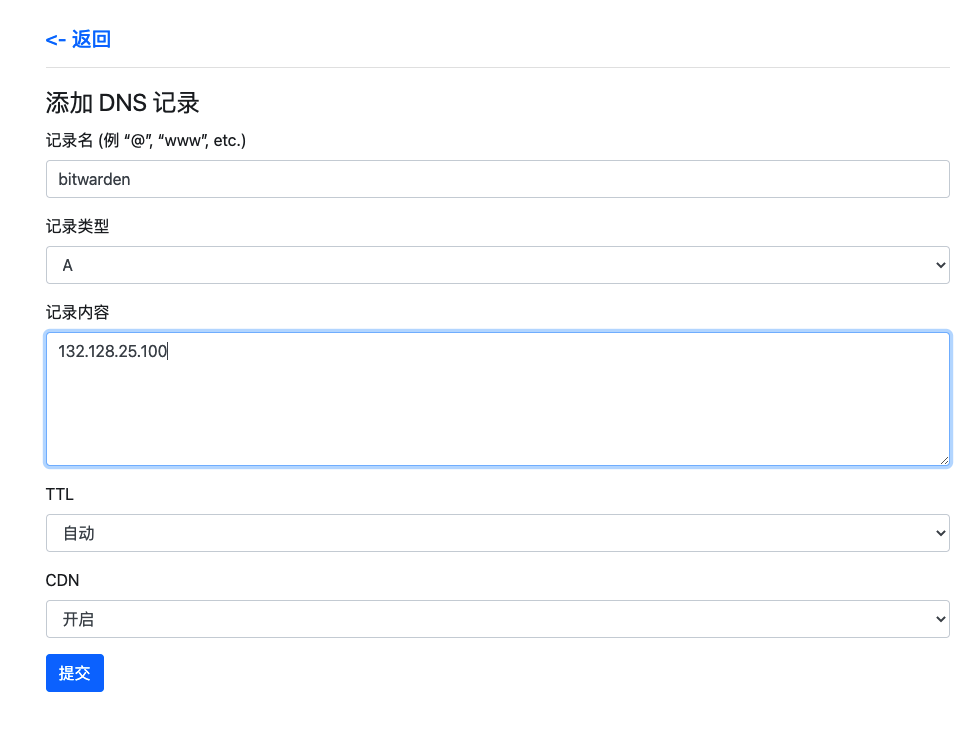 <- 返回
添加 DNS 记录
记录名 (例 “@”, “www”, etc.)
bitwarden
记录类型
A
记录内容
132.128.25.100
TTL
自动
CDN
开启
提交